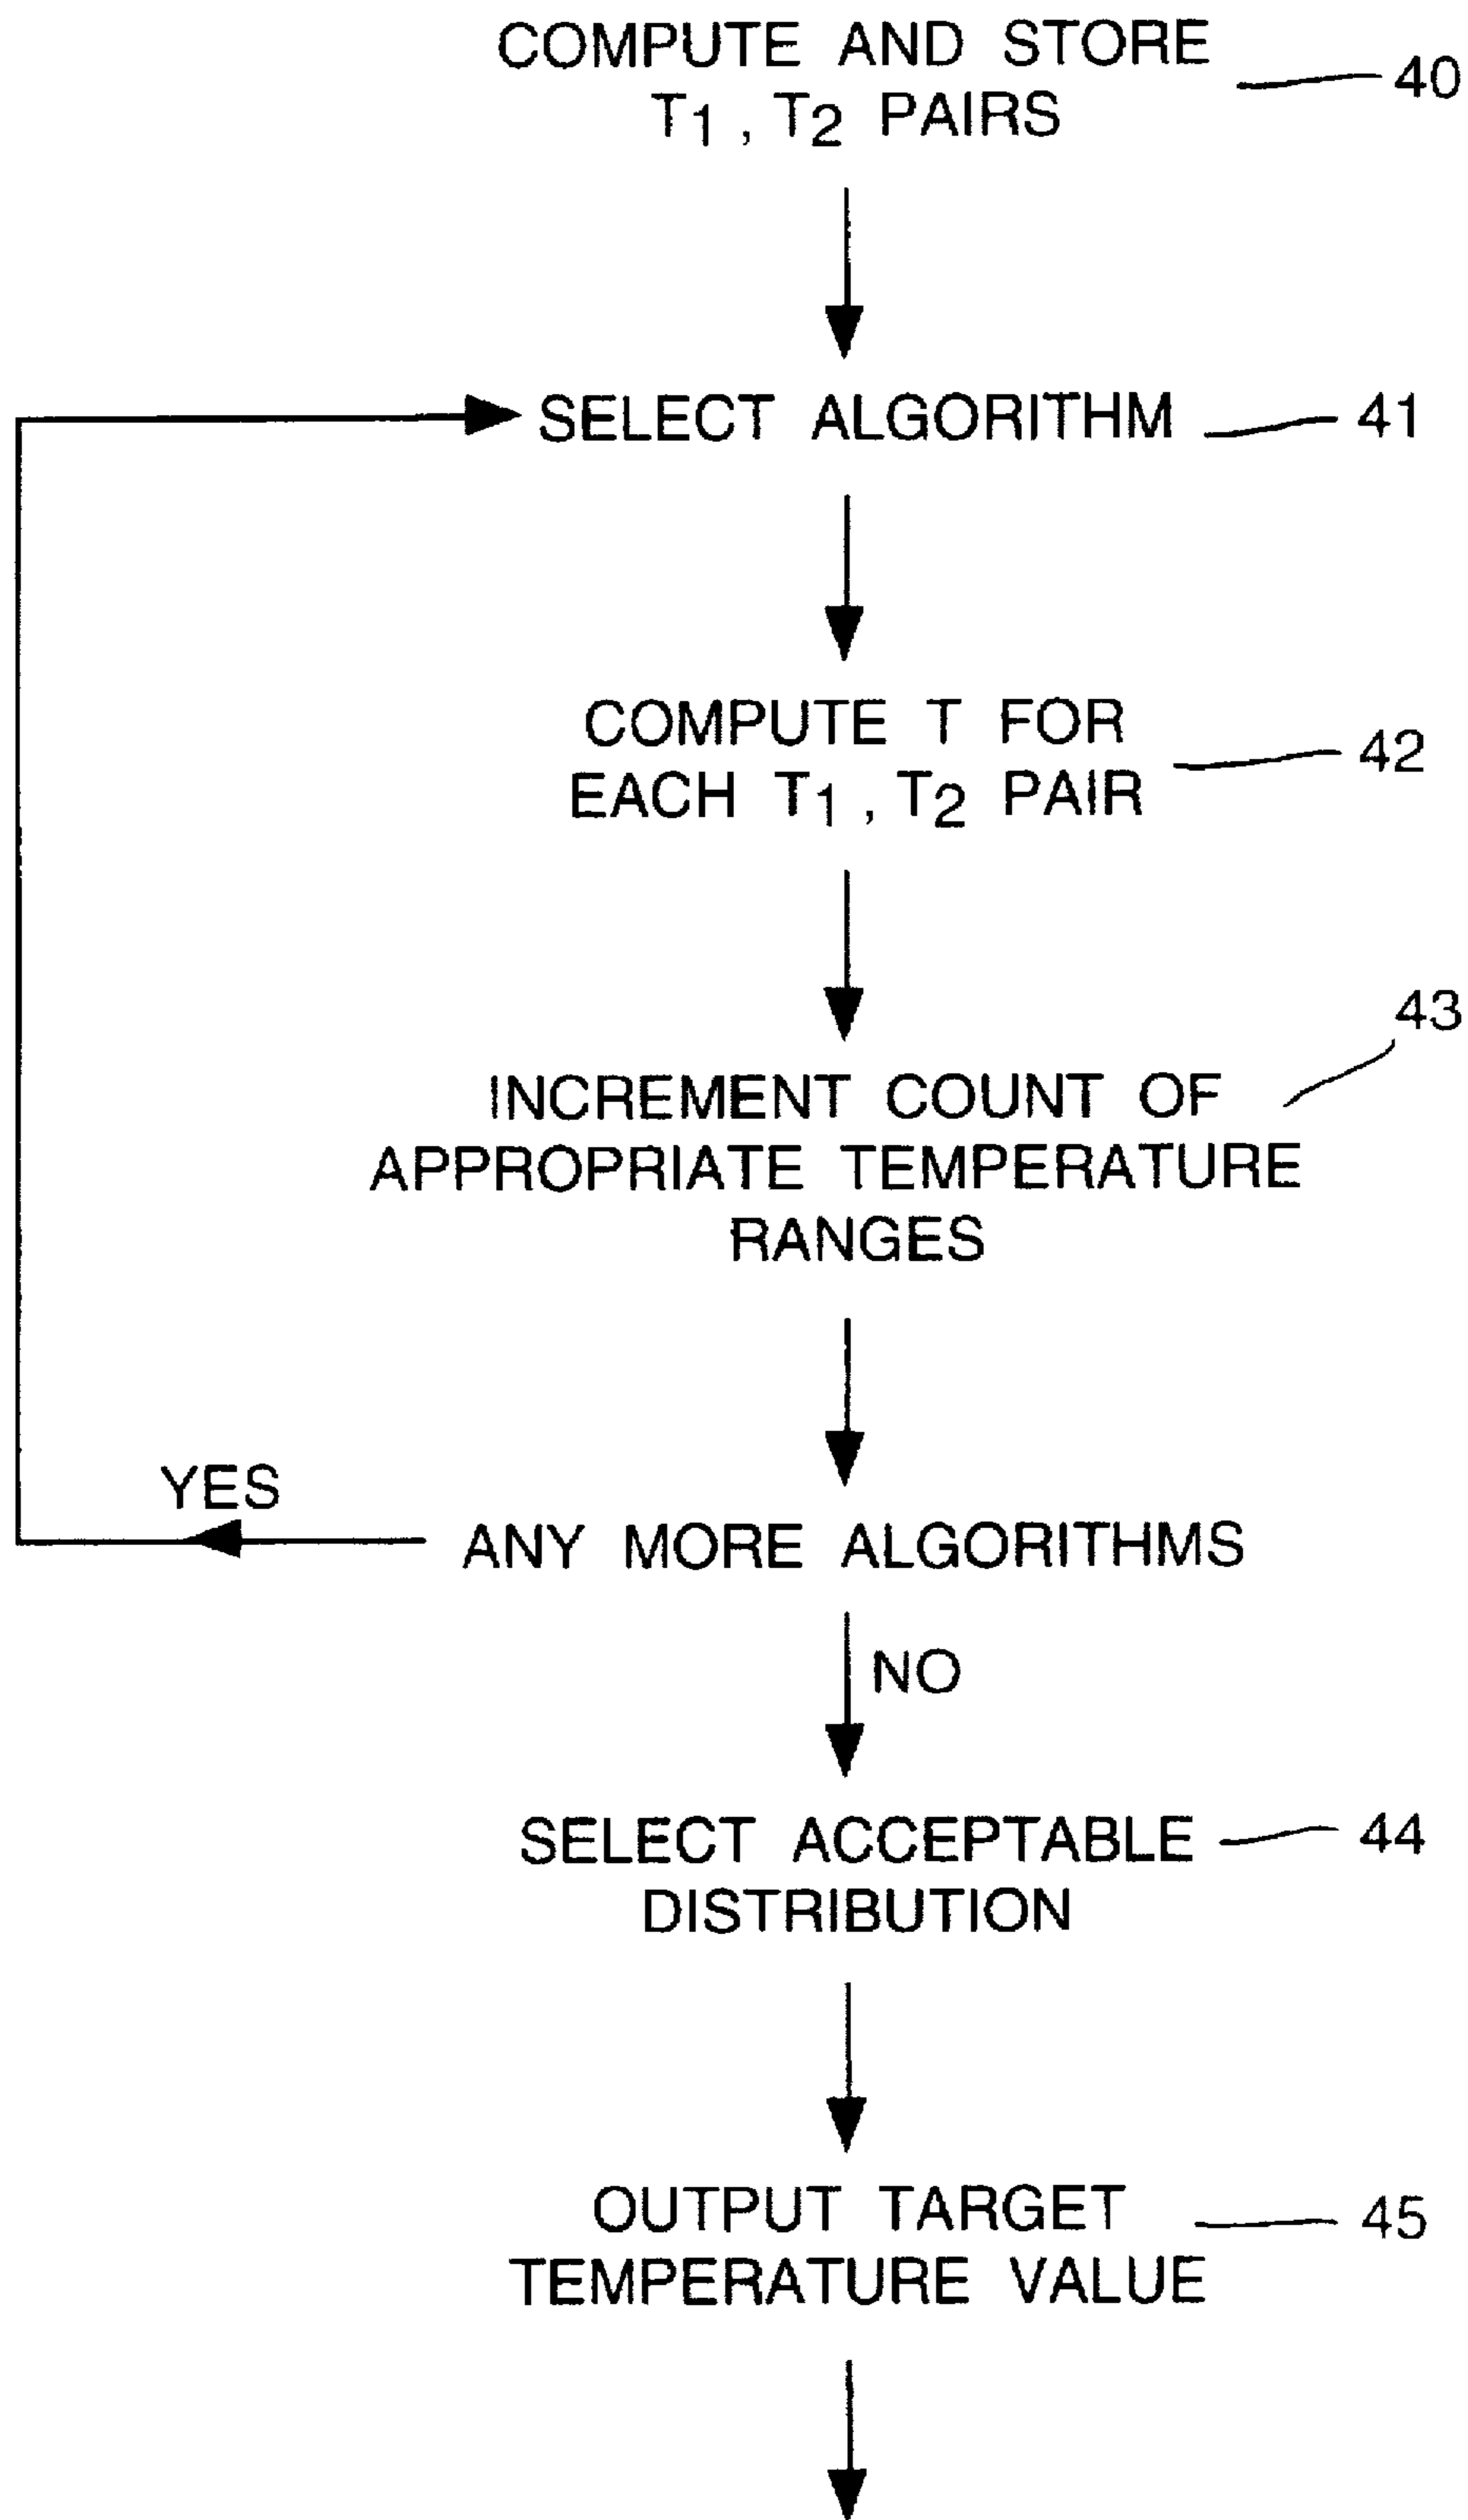 COMPUTE AND STORE
T1, T2 PAIRS
40
SELECT ALGORITHM
41
COMPUTE T FOR
EACH T1, T2 PAIR
42
43
INCREMENT COUNT OF
APPROPRIATE TEMPERATURE
RANGES
YES
ANY MORE ALGORITHMS
NO
SELECT ACCEPTABLE
DISTRIBUTION
44
OUTPUT TARGET
TEMPERATURE VALUE
45